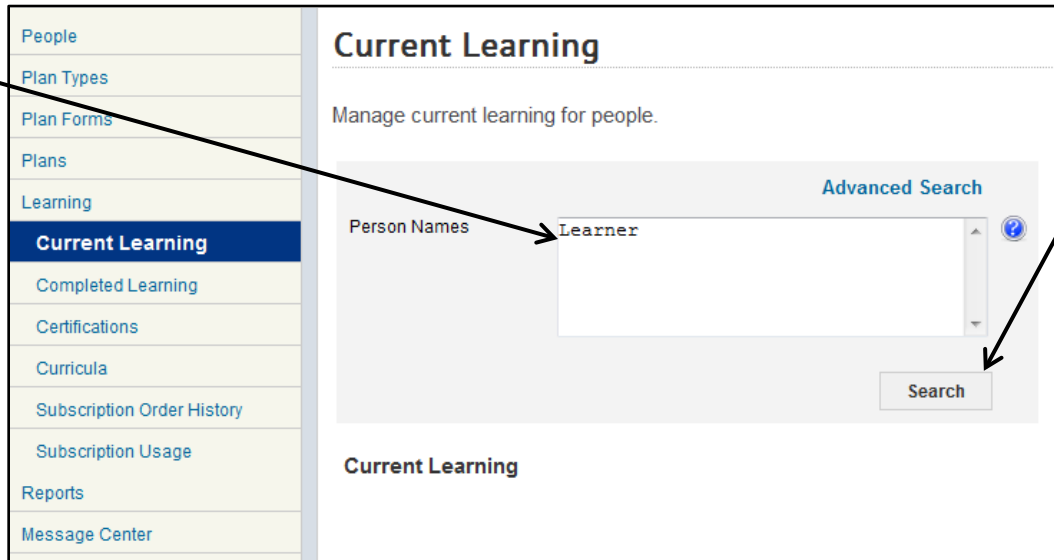 People
Plan Types
Plan Forms
Plans
Learning
Current Learning
Completed Learning
Certifications
Curricula
Subscription Order History
Subscription Usage
Reports
Message Center
Current Learning
Manage current learning for people.
Advanced Search
Person Names
Learner
?
Search
Current Learning